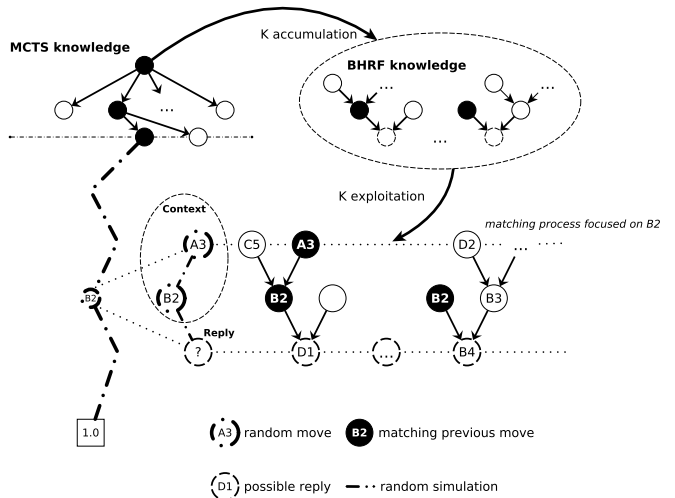 K accumulation
MCTS knowledge
BHRF knowledge
...
...
...
...
K exploitation
Context
matching process focused on B2
A3
C5
A3
D2
...
B2
B2
B2
B2
B3
Reply
?
D1
...
B4
1.0
A3 random move
B2 matching previous move
D1 possible reply
random simulation